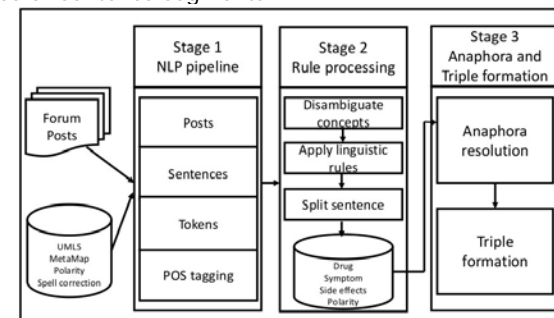 Stage 1
NLP pipeline
Stage 2
Rule processing
Stage 3
Anaphora and
Triple formation
Forum
Posts
UMLS
MetaMap
Polarity
Spell correction
Posts
Sentences
Tokens
POS tagging
Disambiguate
concepts
Apply linguistic
rules
Split sentence
Drug
Symptom
Side effects
Polarity
Anaphora
resolution
Triple
formation